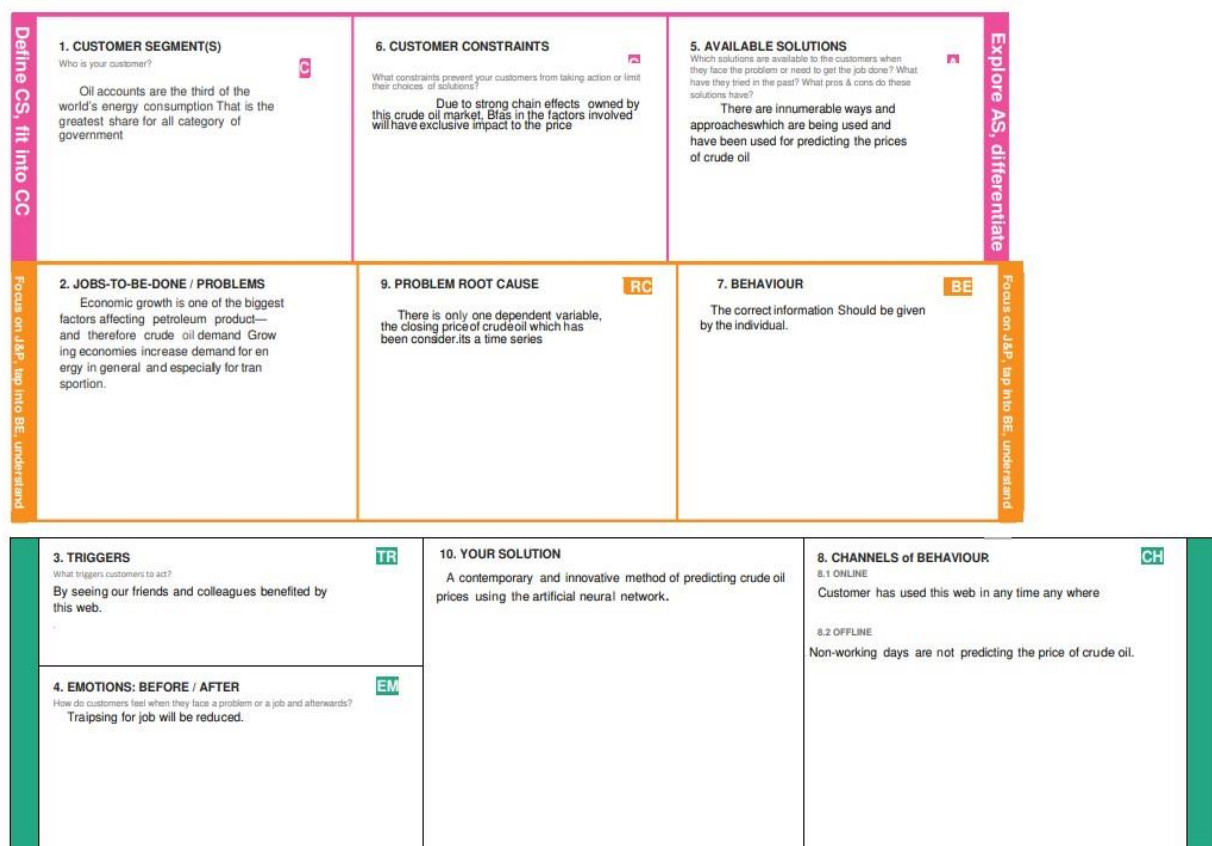 Define CS, fit into CC
1. CUSTOMER SEGMENT(S)
Who is your customer?
C
Oil accounts are the third of the
world's energy consumption That is the
greatest share for all category of
government
6. CUSTOMER CONSTRAINTS
What constraints prevent your customers from taking action or limit
their choices of solutions?
Due to strong chain effects owned by
this crude oil market, Bfas in the factors involved
will have exclusive impact to the price
5. AVAILABLE SOLUTIONS
Which solutions are available to the customers when
they face the problem or need to get the job done? What
have they tried in the past? What pros & cons do these
solutions have?
There are innumerable ways and
approacheswhich are being used and
have been used for predicting the prices
of crude oil
Explore AS, differentiate
Focus on J&P, tap into BE, understand
2. JOBS-TO-BE-DONE / PROBLEMS
Economic growth is one of the biggest
factors affecting petroleum product—
and therefore crude oil demand Grow
ing economies increase demand for en
ergy in general and especially for tran
sportion.
9. PROBLEM ROOT CAUSE
RC
There is only one dependent variable,
the closing price of crude oil which has
been consider.its a time series
7. BEHAVIOUR
BE
The correct information Should be given
by the individual.
Focus on J&P, tap into BE, understand
3. TRIGGERS
TR
What triggers customers to act?
By seeing our friends and colleagues benefited by
this web.
4. EMOTIONS: BEFORE / AFTER
EM
How do customers feel when they face a problem or a job and afterwards?
Traipsing for job will be reduced.
10. YOUR SOLUTION
A contemporary and innovative method of predicting crude oil
prices using the artificial neural network.
8. CHANNELS of BEHAVIOUR
CH
8.1 ONLINE
Customer has used this web in any time any where
8.2 OFFLINE
Non-working days are not predicting the price of crude oil.